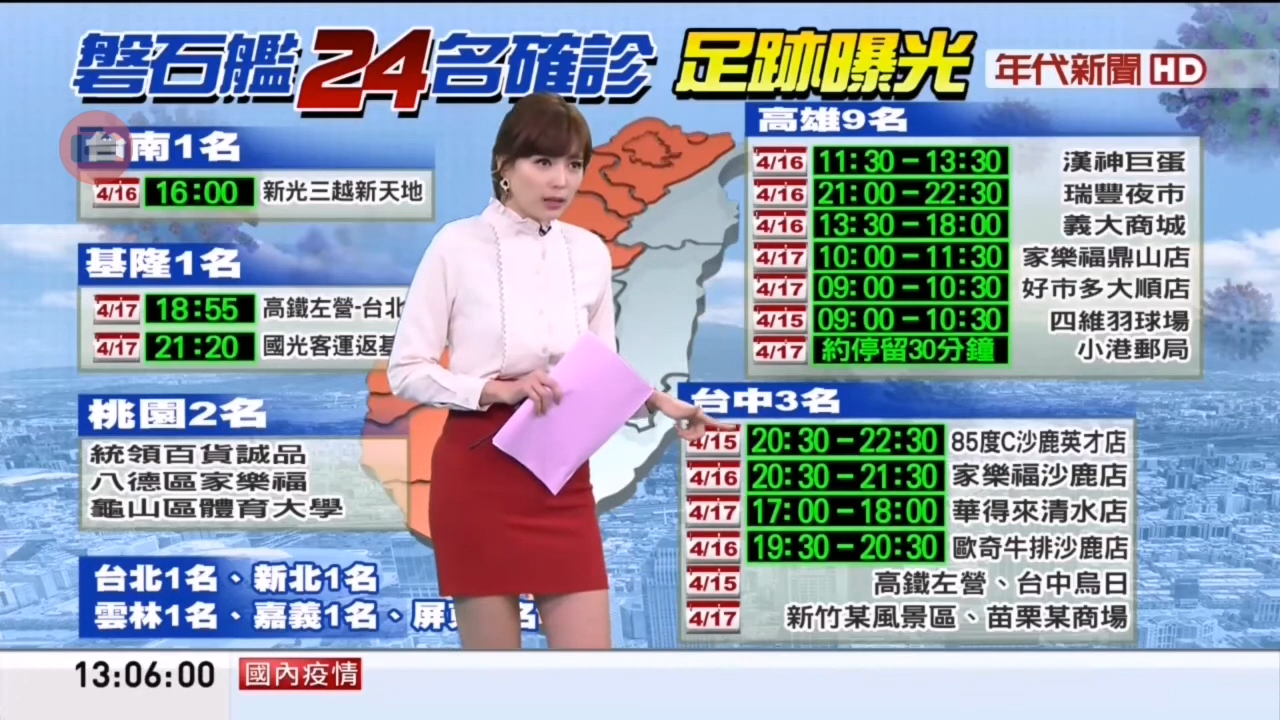 磐石艦24名確診 足跡曝光
年代新聞 HD
台南1名
4/16 16:00 新光三越新天地
基隆1名
4/17 18:55 高鐵左營-台北
4/17 21:20 國光客運返基
桃園2名
統領百貨誠品
八德區家樂福
龜山區體育大學
台北1名、新北1名
雲林1名、嘉義1名、屏
高雄9名
4/16 11:30-13:30 漢神巨蛋
4/16 21:00-22:30 瑞豐夜市
4/16 13:30-18:00 義大商城
4/17 10:00-11:30 家樂福鼎山店
4/17 09:00-10:30 好市多大順店
4/15 09:00-10:30 四維羽球場
4/17 約停留30分鐘 小港郵局
台中3名
4/15 20:30-22:30 85度C沙鹿英才店
4/16 20:30-21:30 家樂福沙鹿店
4/17 17:00-18:00 華得來清水店
4/16 19:30-20:30 歐奇牛排沙鹿店
4/15 高鐵左營、台中烏日
4/17 新竹某風景區、苗栗某商場
13:06:00 國內疫情